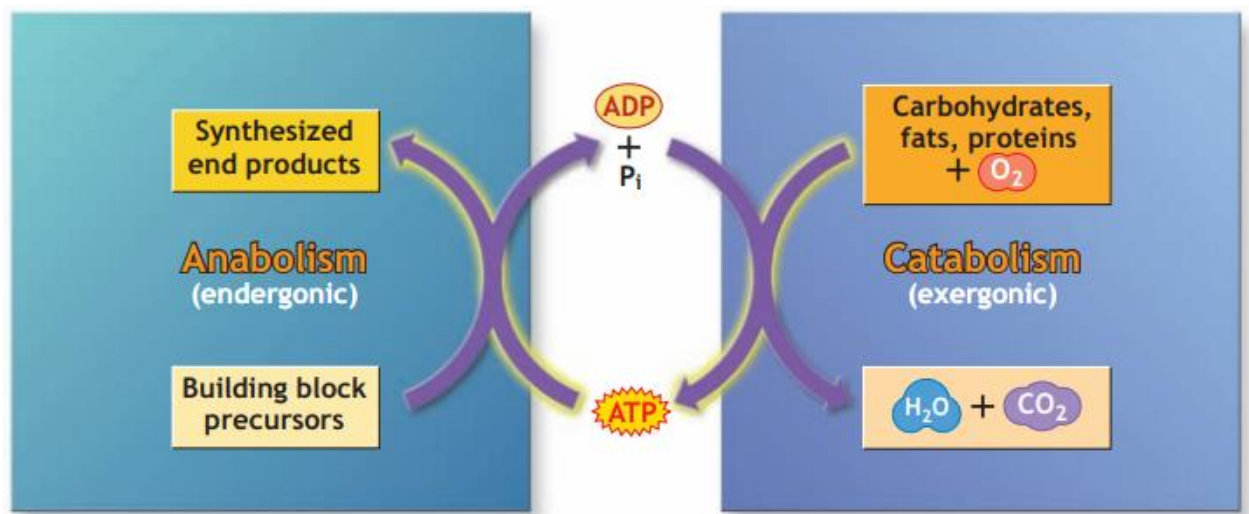 Synthesized
end products
Anabolism
(endergonic)
Building block
precursors
ADP
+
Pᵢ
ATP
Carbohydrates,
fats, proteins
+ O₂
Catabolism
(exergonic)
H₂O + CO₂